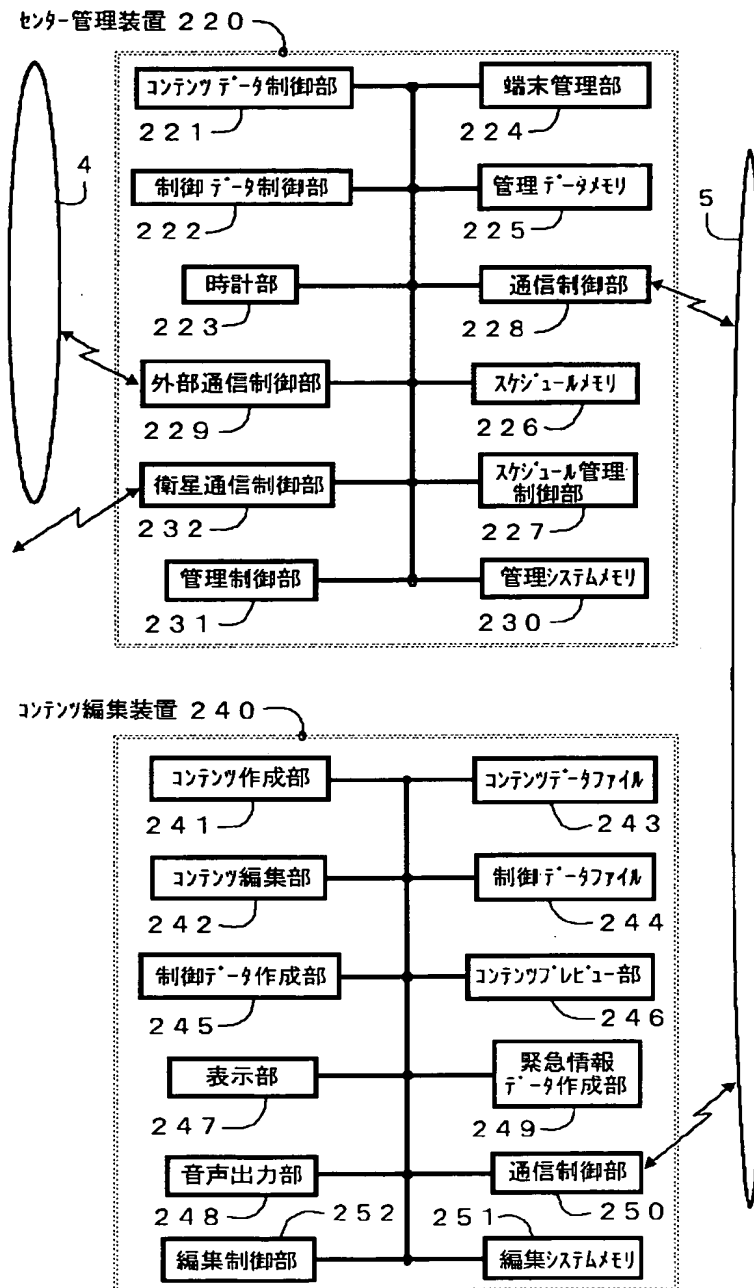 センター管理装置 220
コンテンツデータ制御部
221
端末管理部
224
4
制御データ制御部
222
管理データメモリ
225
5
時計部
223
通信制御部
228
外部通信制御部
229
スケジュールメモリ
226
衛星通信制御部
232
スケジュール管理
制御部
227
管理制御部
231
管理システムメモリ
230
コンテンツ編集装置 240
コンテンツ作成部
241
コンテンツデータファイル
243
コンテンツ編集部
242
制御データファイル
244
制御データ作成部
245
コンテンツプレビュー部
246
表示部
247
緊急情報
データ作成部
249
音声出力部
248
通信制御部
250
252
編集制御部
251
編集システムメモリ